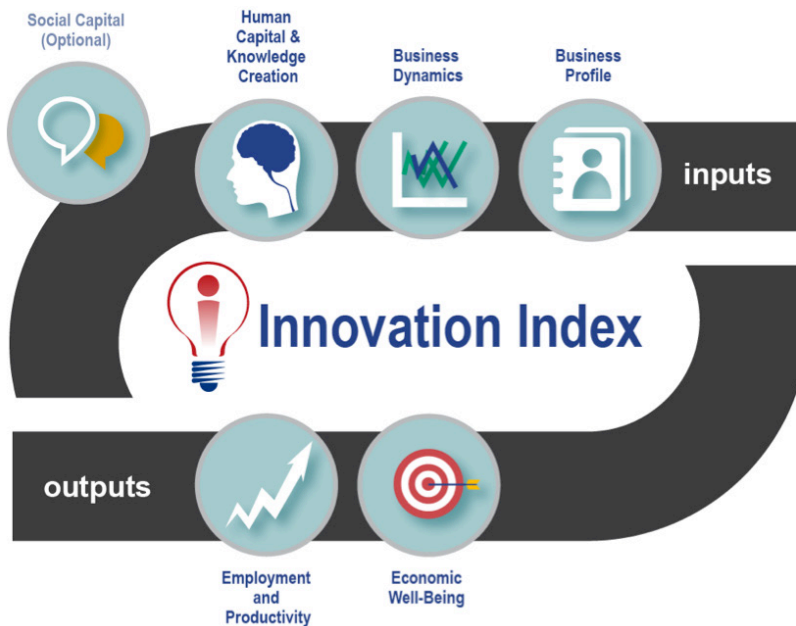 Social Capital
(Optional)
Human
Capital &
Knowledge
Creation
Business
Dynamics
Business
Profile
inputs
Innovation Index
outputs
Employment
and
Productivity
Economic
Well-Being